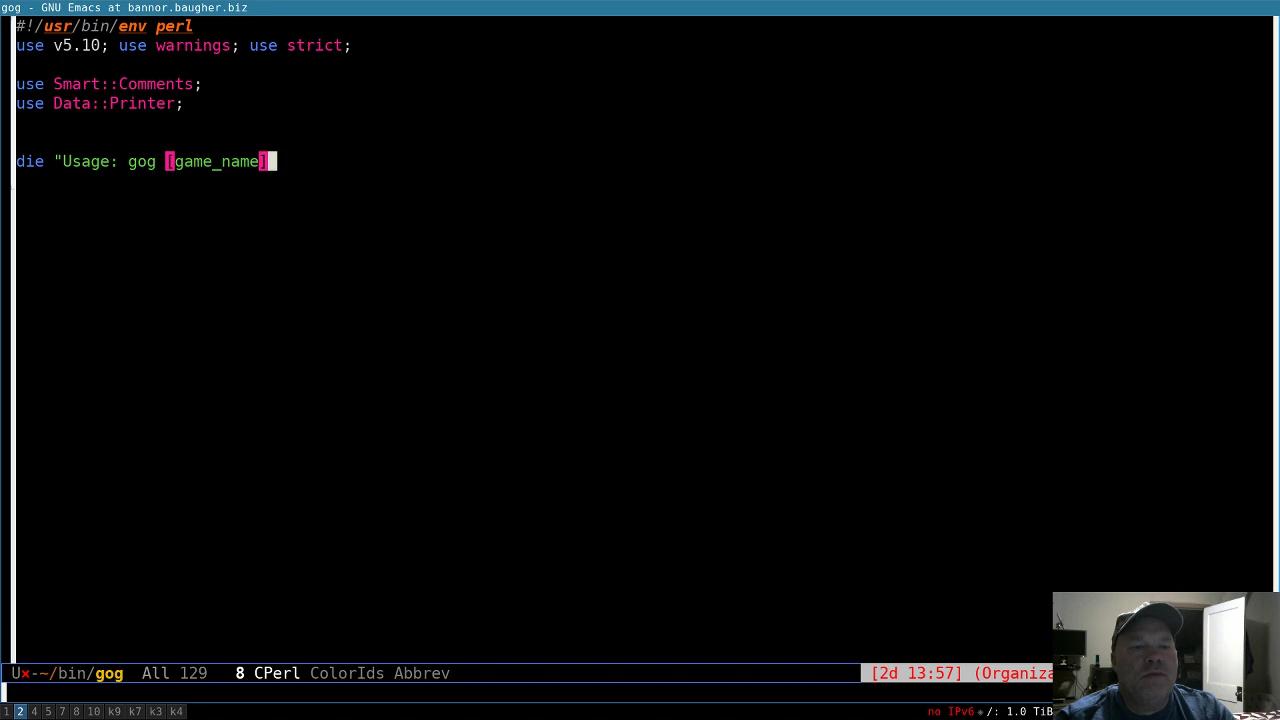 gog - GNU Emacs at bannor.baugher.biz
#!/usr/bin/env perl
use v5.10; use warnings; use strict;
use Smart::Comments;
use Data::Printer;
die "Usage: gog [game_name]
U×--~/bin/gog All 129 8 CPerl ColorIds Abbrev [2d 13:57] (Organiza
1 2 4 5 7 8 10 k9 k7 k3 k4 no IPv6 /: 1.0 TiB